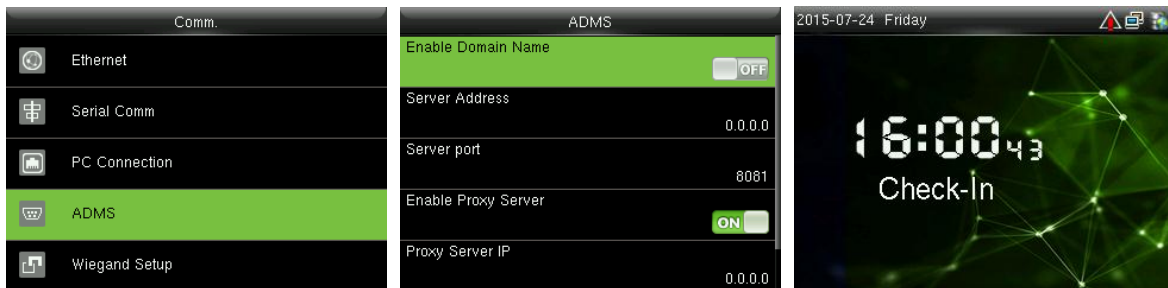 Comm.
Ethernet
Serial Comm
PC Connection
ADMS
Wiegand Setup
ADMS
Enable Domain Name
OFF
Server Address
0.0.0.0
Server port
8081
Enable Proxy Server
ON
Proxy Server IP
0.0.0.0
2015-07-24 Friday
16:00 43
Check-In